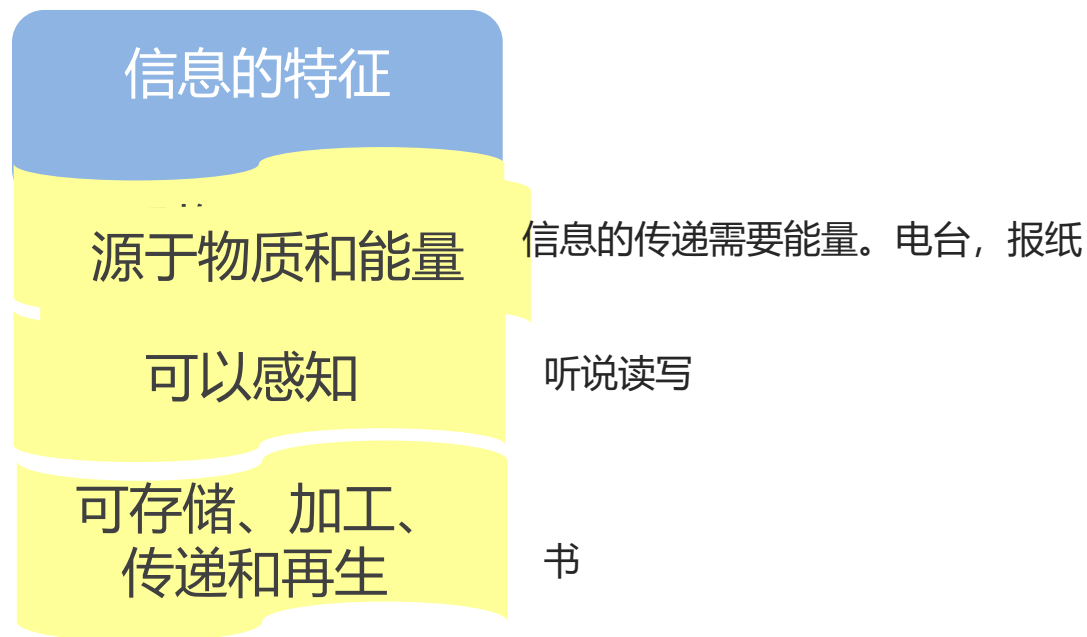 信息的特征
源于物质和能量
信息的传递需要能量。电台，报纸
可以感知
听说读写
可存储、加工、
传递和再生
书